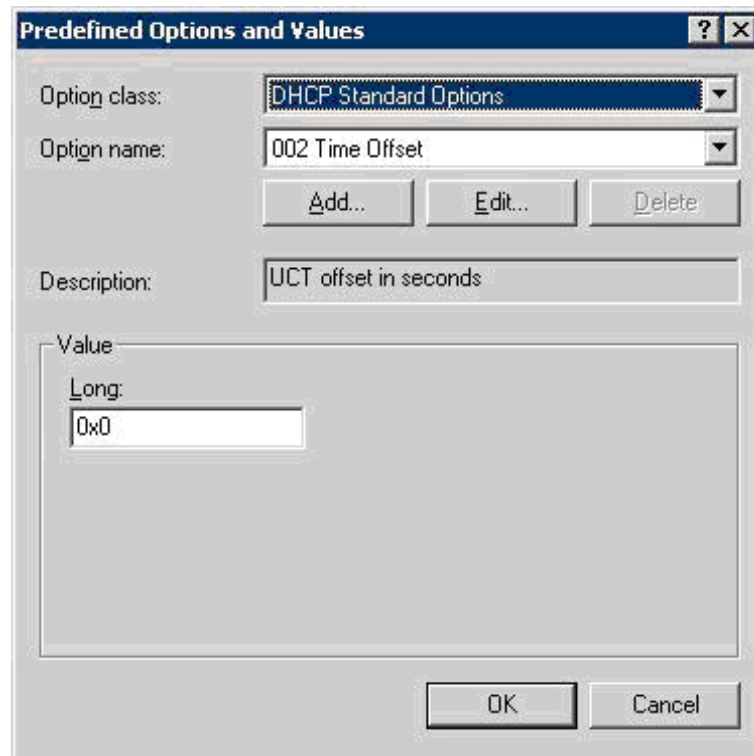 Predefined Options and Values
Option class: DHCP Standard Options
Option name: 002 Time Offset
Add... Edit... Delete
Description: UCT offset in seconds
Value
Long:
0x0
OK Cancel